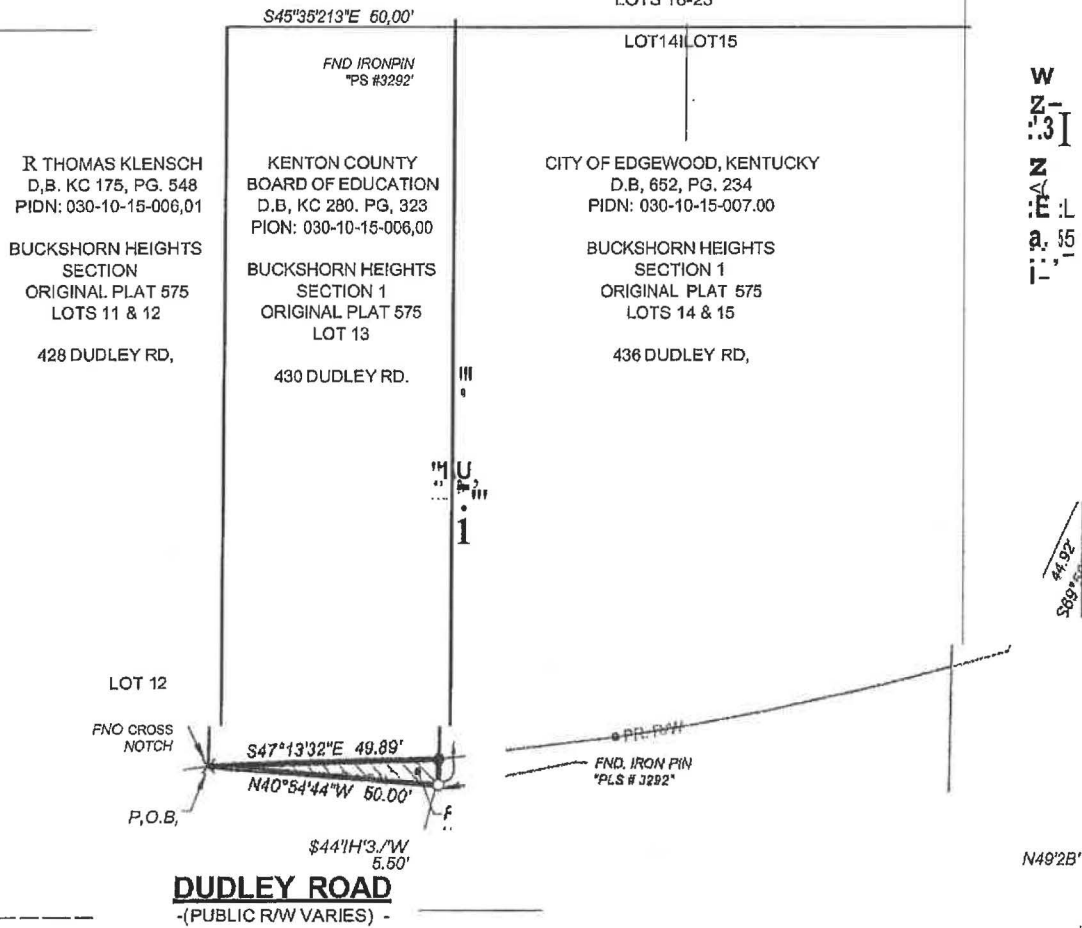 LOTS 16-23
S45"35'213"E 50,00'
LOT14ILOT15
FND IRONPIN
"PS #3292'
R THOMAS KLENSCH
D,B. KC 175, PG. 548
PIDN: 030-10-15-006,01
BUCKSHORN HEIGHTS
SECTION
ORIGINAL PLAT 575
LOTS 11 & 12
428 DUDLEY RD,
KENTON COUNTY
BOARD OF EDUCATION
D.B, KC 280. PG, 323
PION: 030-10-15-006,00
BUCKSHORN HEIGHTS
SECTION 1
ORIGINAL PLAT 575
LOT 13
430 DUDLEY RD.
CITY OF EDGEWOOD, KENTUCKY
D.B, 652, PG. 234
PIDN: 030-10-15-007.00
BUCKSHORN HEIGHTS
SECTION 1
ORIGINAL PLAT 575
LOTS 14 & 15
436 DUDLEY RD,
44.92'
LOT 12
FNO CROSS
NOTCH
S47°13'32"E 49.89'
N40°54'44"W 50.00'
P,O.B,
PR. R/W
FND. IRON PIN
"PLS # 3292"
$44'IH'3./'W
5.50'
N49'2B'
DUDLEY ROAD
-(PUBLIC R/W VARIES) -